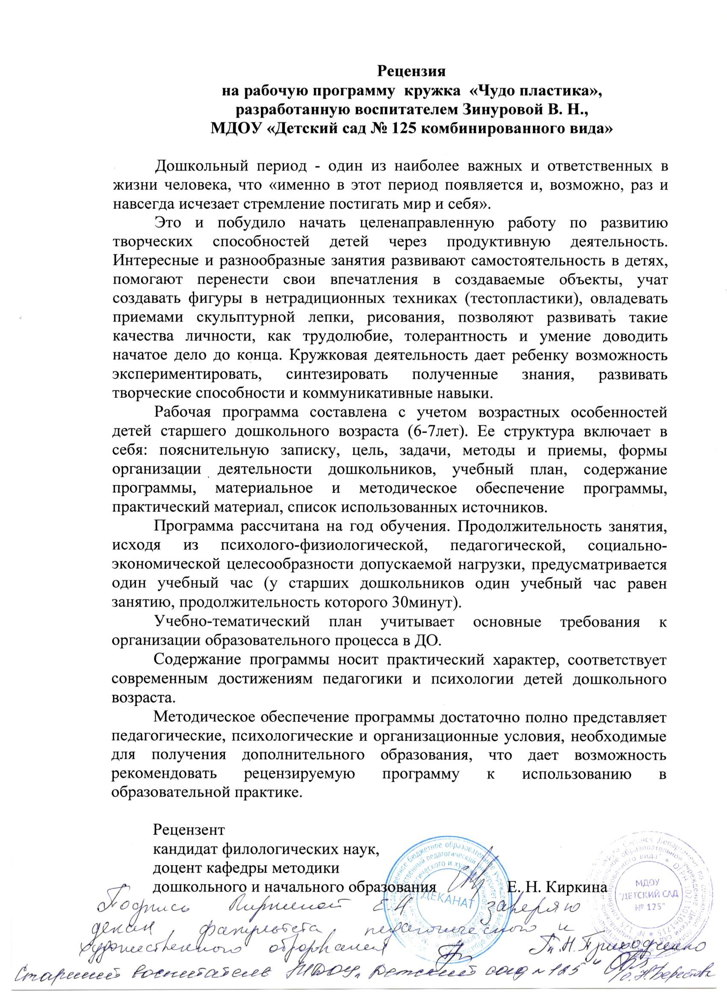 Рецензия
на рабочую программу кружка «Чудо пластика»,
разработанную воспитателем Зинуровой В. Н.,
МДОУ «Детский сад № 125 комбинированного вида»
Дошкольный период - один из наиболее важных и ответственных в
жизни человека, что «именно в этот период появляется и, возможно, раз и
навсегда исчезает стремление постигать мир и себя».
Это и побудило начать целенаправленную работу по развитию
творческих способностей детей через продуктивную деятельность.
Интересные и разнообразные занятия развивают самостоятельность в детях,
помогают перенести свои впечатления в создаваемые объекты, учат
создавать фигуры в нетрадиционных техниках (тестопластики), овладевать
приемами скульптурной лепки, рисования, позволяют развивать такие
качества личности, как трудолюбие, толерантность и умение доводить
начатое дело до конца. Кружковая деятельность дает ребенку возможность
экспериментировать, синтезировать полученные знания, развивать
творческие способности и коммуникативные навыки.
Рабочая программа составлена с учетом возрастных особенностей
детей старшего дошкольного возраста (6-7лет). Ее структура включает в
себя: пояснительную записку, цель, задачи, методы и приемы, формы
организации деятельности дошкольников, учебный план, содержание
программы, материальное и методическое обеспечение программы,
практический материал, список использованных источников.
Программа рассчитана на год обучения. Продолжительность занятия,
исходя из психолого-физиологической, педагогической, социально-
экономической целесообразности допускаемой нагрузки, предусматривается
один учебный час (у старших дошкольников один учебный час равен
занятию, продолжительность которого 30минут).
Учебно-тематический план учитывает основные требования к
организации образовательного процесса в ДО.
Содержание программы носит практический характер, соответствует
современным достижениям педагогики и психологии детей дошкольного
возраста.
Методическое обеспечение программы достаточно полно представляет
педагогические, психологические и организационные условия, необходимые
для получения дополнительного образования, что дает возможность
рекомендовать рецензируемую программу к использованию в
образовательной практике.
Рецензент
кандидат филологических наук,
доцент кафедры методики
дошкольного и начального образования Е. Н. Киркина
ДЕКАНАТ
МДОУ
"ДЕТСКИЙ САД
№ 125"
Подпись Киркиной Е.Н. заверяю
декан факультета педагогического и
художественного образования Т.Н. Приходченко
Старший воспитатель МДОУ "Детский сад № 125" О.Н. Берестова